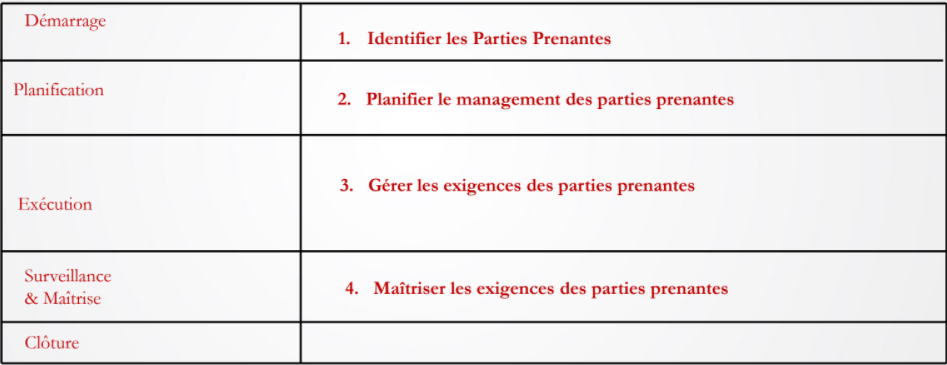 Démarrage
1. Identifier les Parties Prenantes
Planification
2. Planifier le management des parties prenantes
3. Gérer les exigences des parties prenantes
Exécution
Surveillance
& Maîtrise
4. Maîtriser les exigences des parties prenantes
Clôture